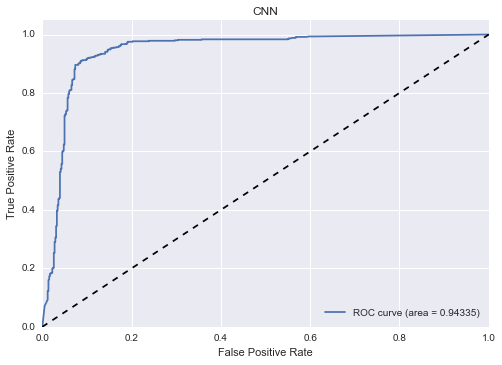 CNN
1.0
0.8
0.6
0.4
0.2
0.0
True Positive Rate
ROC curve (area = 0.94335)
0.0 0.2 0.4 0.6 0.8 1.0
False Positive Rate